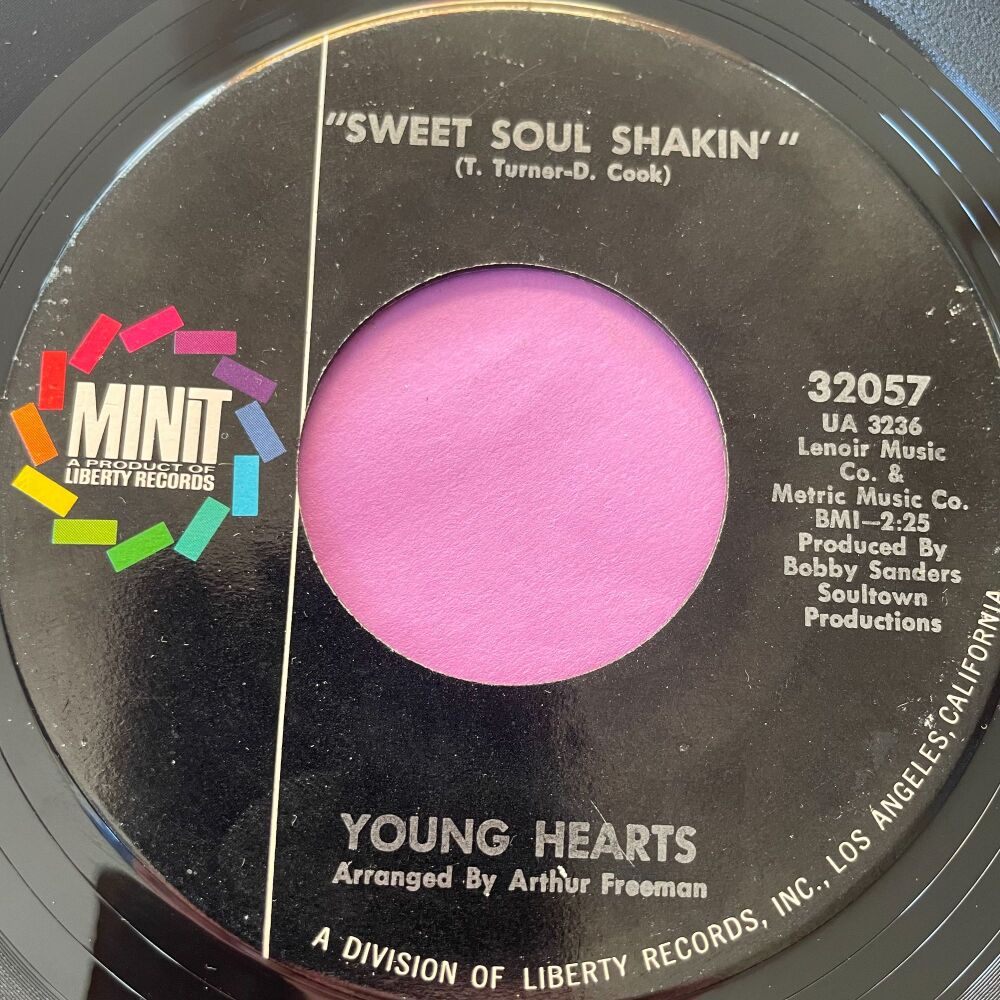 "SWEET SOUL SHAKIN'"
(T. Turner-D. Cook)
MINIT
A PRODUCT OF
LIBERTY RECORDS
32057
UA 3236
Lenoir Music
Co. &
Metric Music Co.
BMI—2:25
Produced By
Bobby Sanders
Soultown
Productions
YOUNG HEARTS
Arranged By Arthur Freeman
A DIVISION OF LIBERTY RECORDS, INC., LOS ANGELES, CALIFORNIA